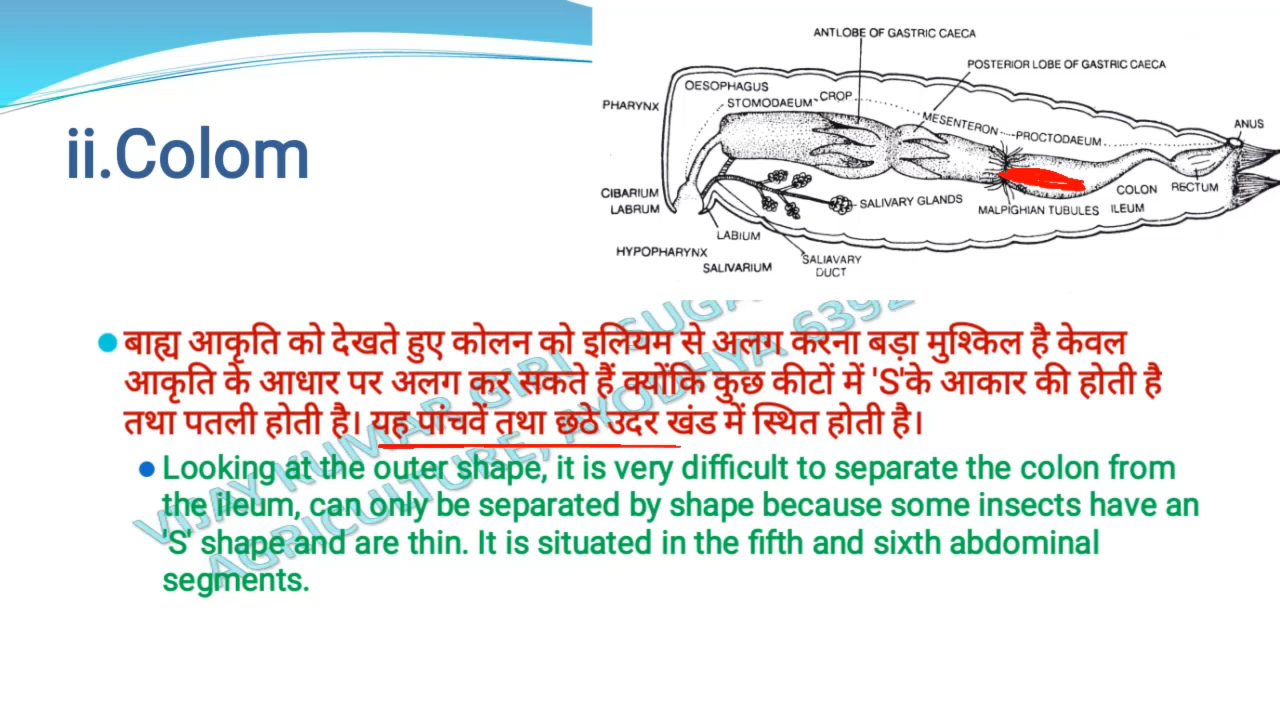 ii.Colom
ANTLOBE OF GASTRIC CAECA
POSTERIOR LOBE OF GASTRIC CAECA
OESOPHAGUS
PHARYNX
STOMODAEUM
CROP
MESENTERON
PROCTODAEUM
ANUS
CIBARIUM
LABRUM
SALIVARY GLANDS
COLON
RECTUM
MALPIGHIAN TUBULES
ILEUM
LABIUM
HYPOPHARYNX
SALIVARIUM
SALIAVARY
DUCT
बाह्य आकृति को देखते हुए कोलन को इलियम से अलग करना बड़ा मुश्किल है केवल
आकृति के आधार पर अलग कर सकते हैं क्योंकि कुछ कीटों में 'S'के आकार की होती है
तथा पतली होती है। यह पांचवें तथा छठे उदर खंड में स्थित होती है।
Looking at the outer shape, it is very difficult to separate the colon from
the ileum, can only be separated by shape because some insects have an
'S' shape and are thin. It is situated in the fifth and sixth abdominal
segments.
VIJAY KUMAR GIRI
AGRICULTURE, AYODHYA